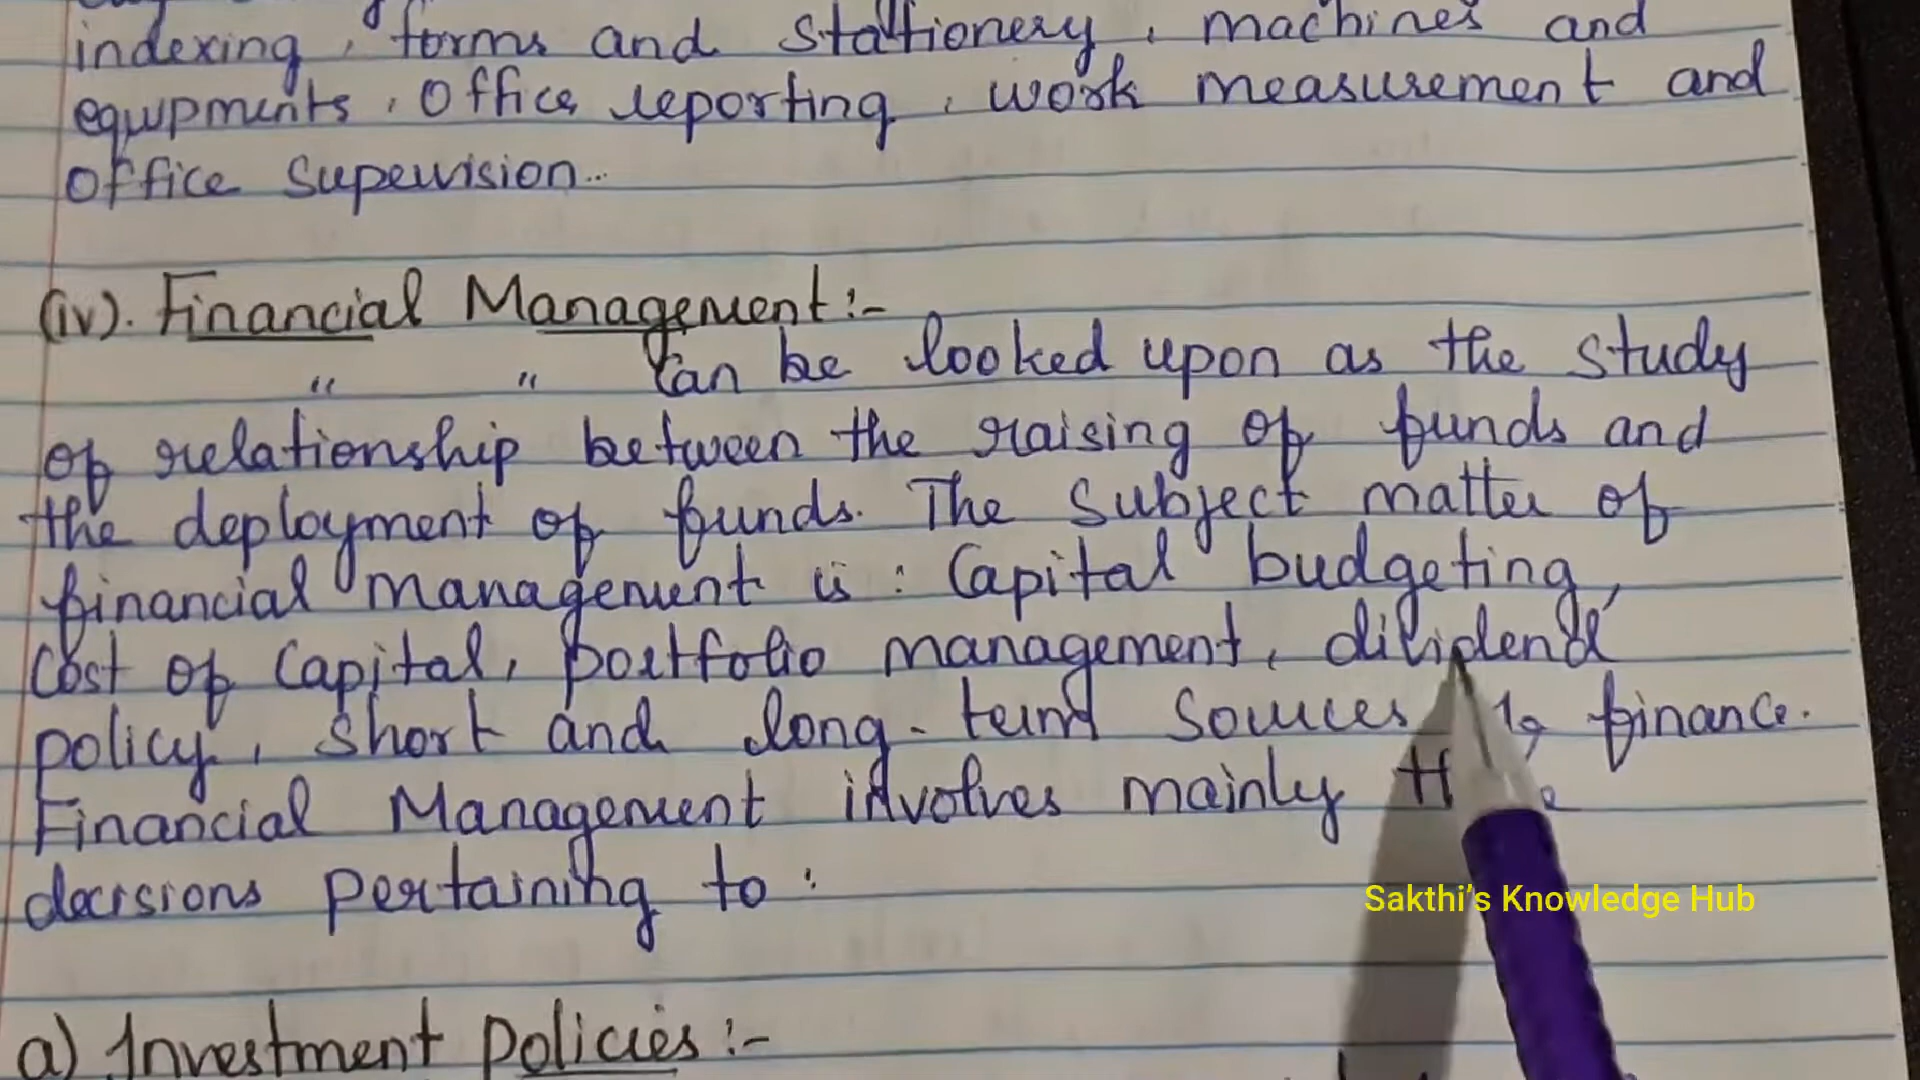 indexing, forms and stationery, machines and
equipments, Office reporting, work measurement and
office Supervision..
(iv). Financial Management:-
" " Can be looked upon as the study
of relationship between the raising of funds and
the deployment of funds. The Subject matter of
financial management is: Capital budgeting,
Cost of Capital, portfolio management, dividend
policy, short and long-term Sources of finance.
Financial Management involves mainly
decisions pertaining to:
Sakthi's Knowledge Hub
a) Investment policies:-